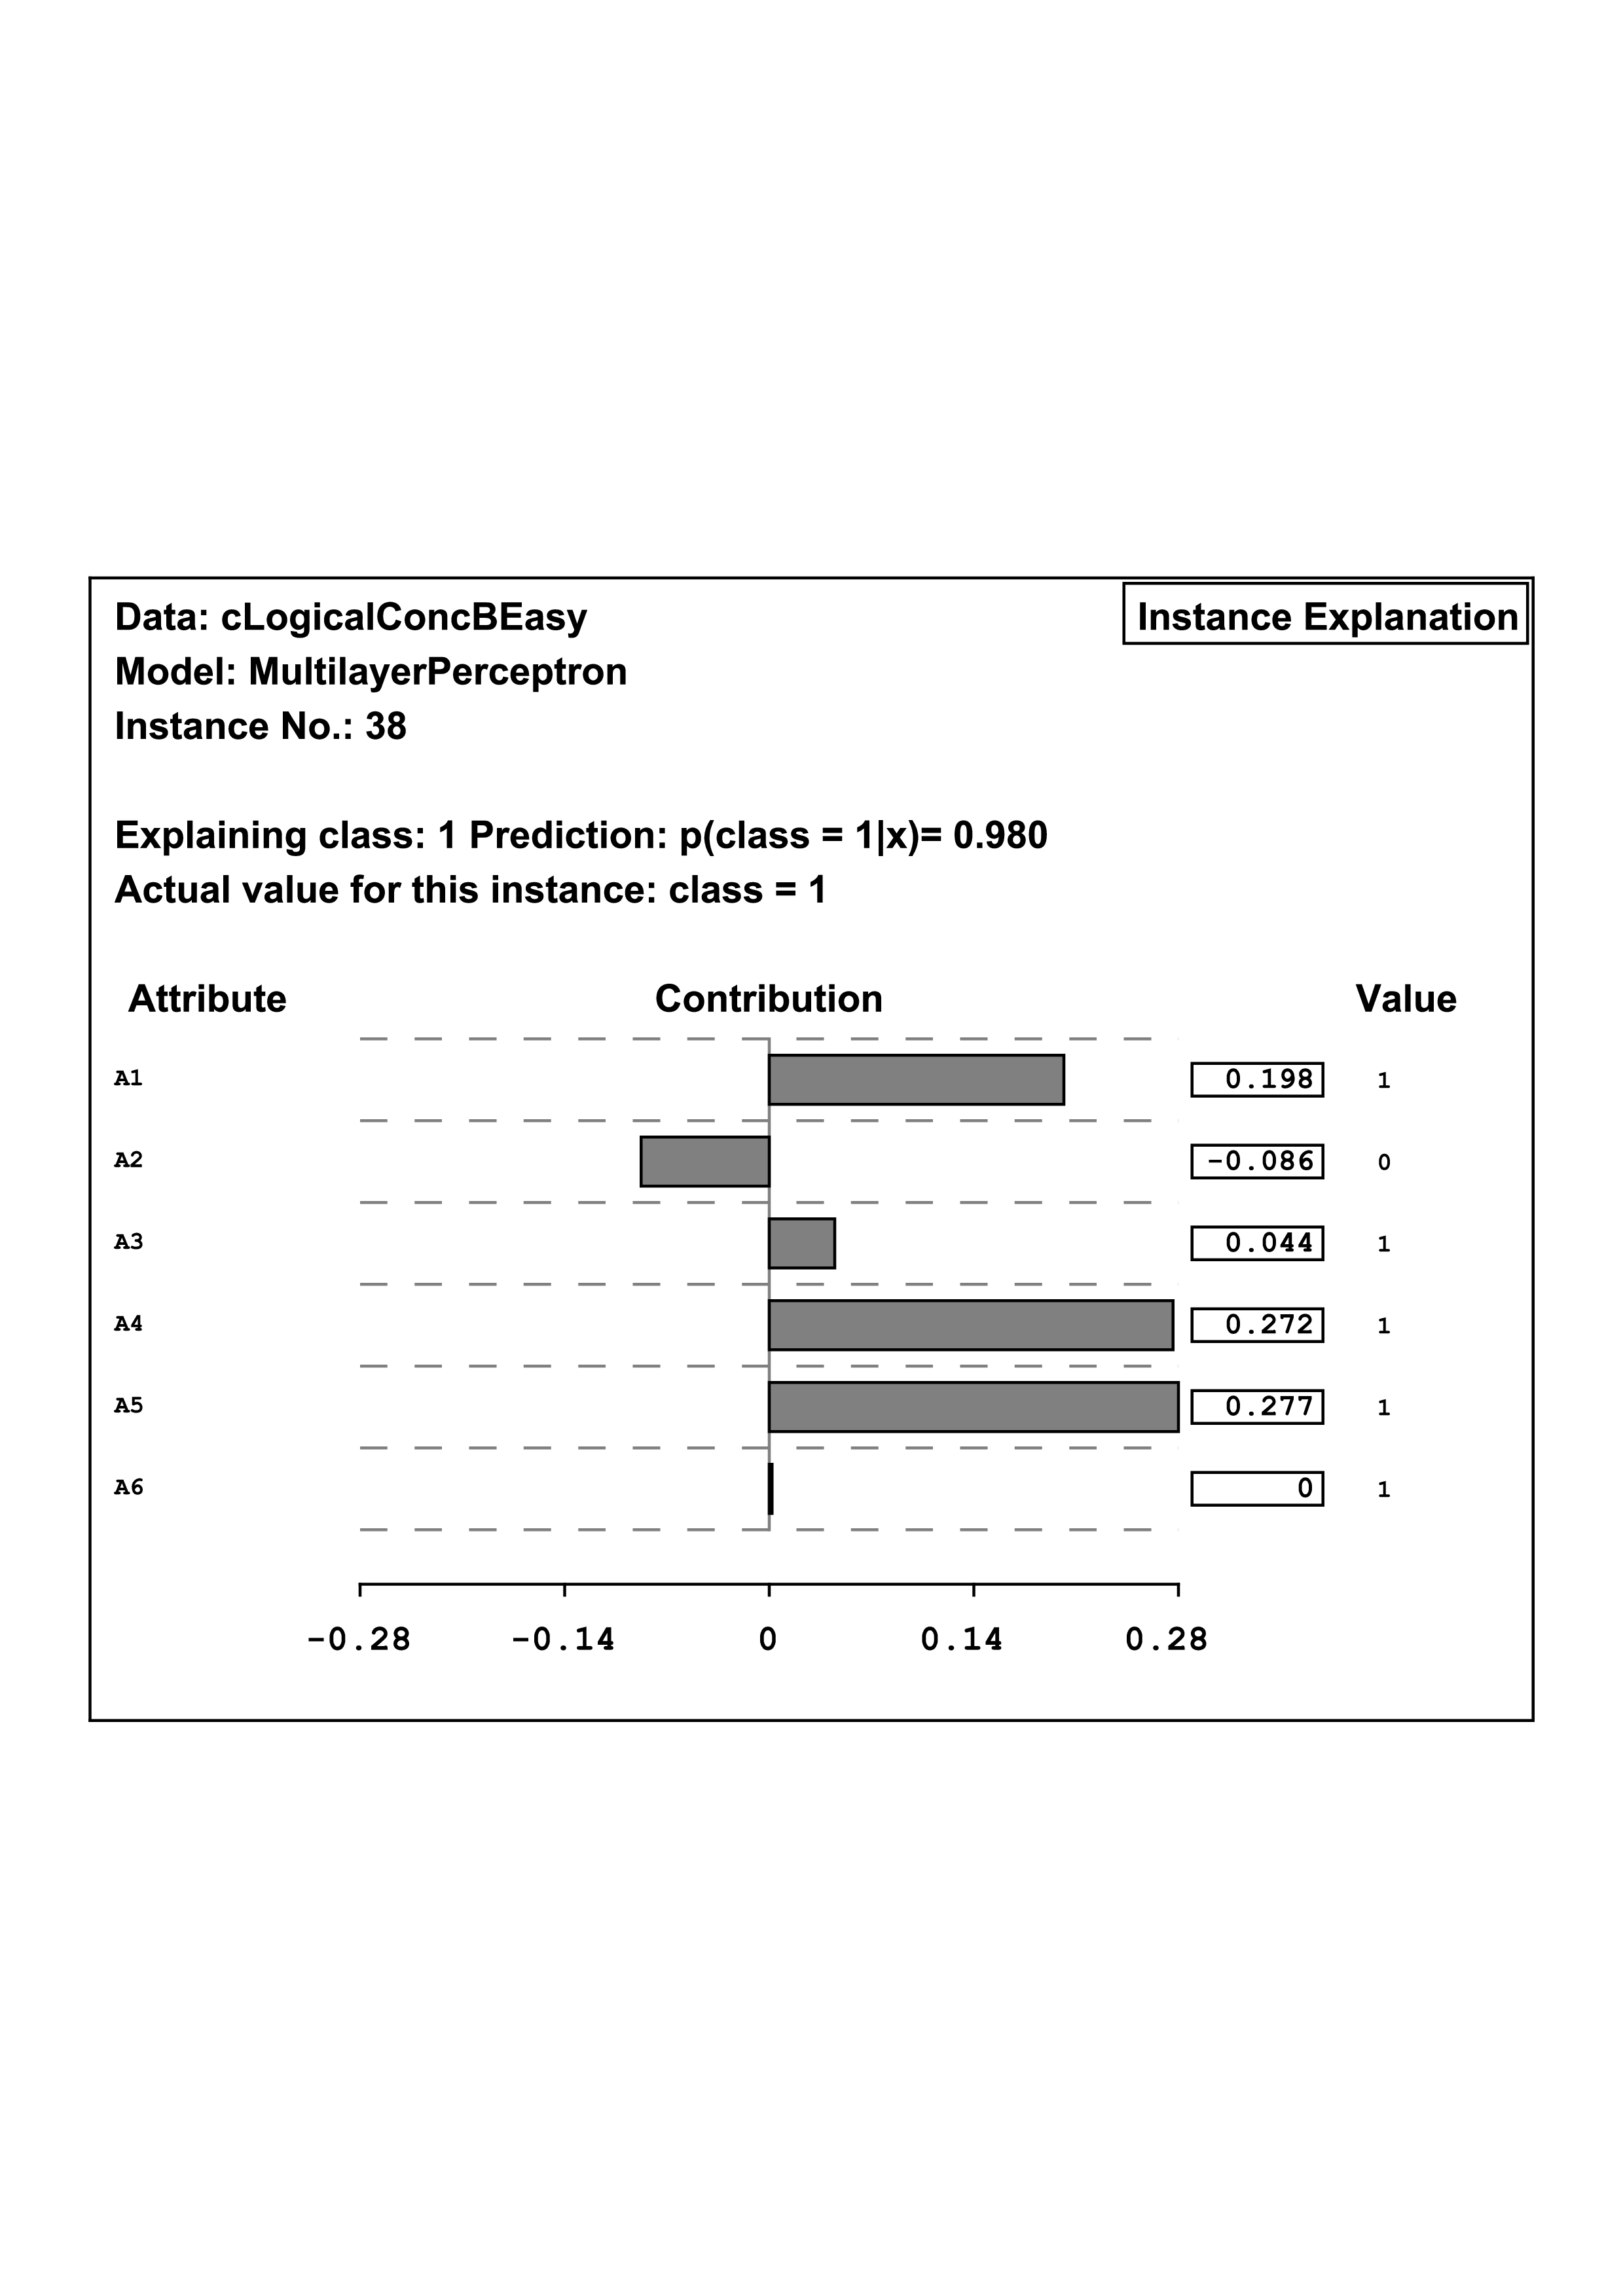 Data: cLogicalConcBEasy
Instance Explanation
Model: MultilayerPerceptron
Instance No.: 38
Explaining class: 1 Prediction: p(class = 1|x)= 0.980
Actual value for this instance: class = 1
Attribute Contribution Value
A1 0.198 1
A2 -0.086 0
A3 0.044 1
A4 0.272 1
A5 0.277 1
A6 0 1
-0.28 -0.14 0 0.14 0.28